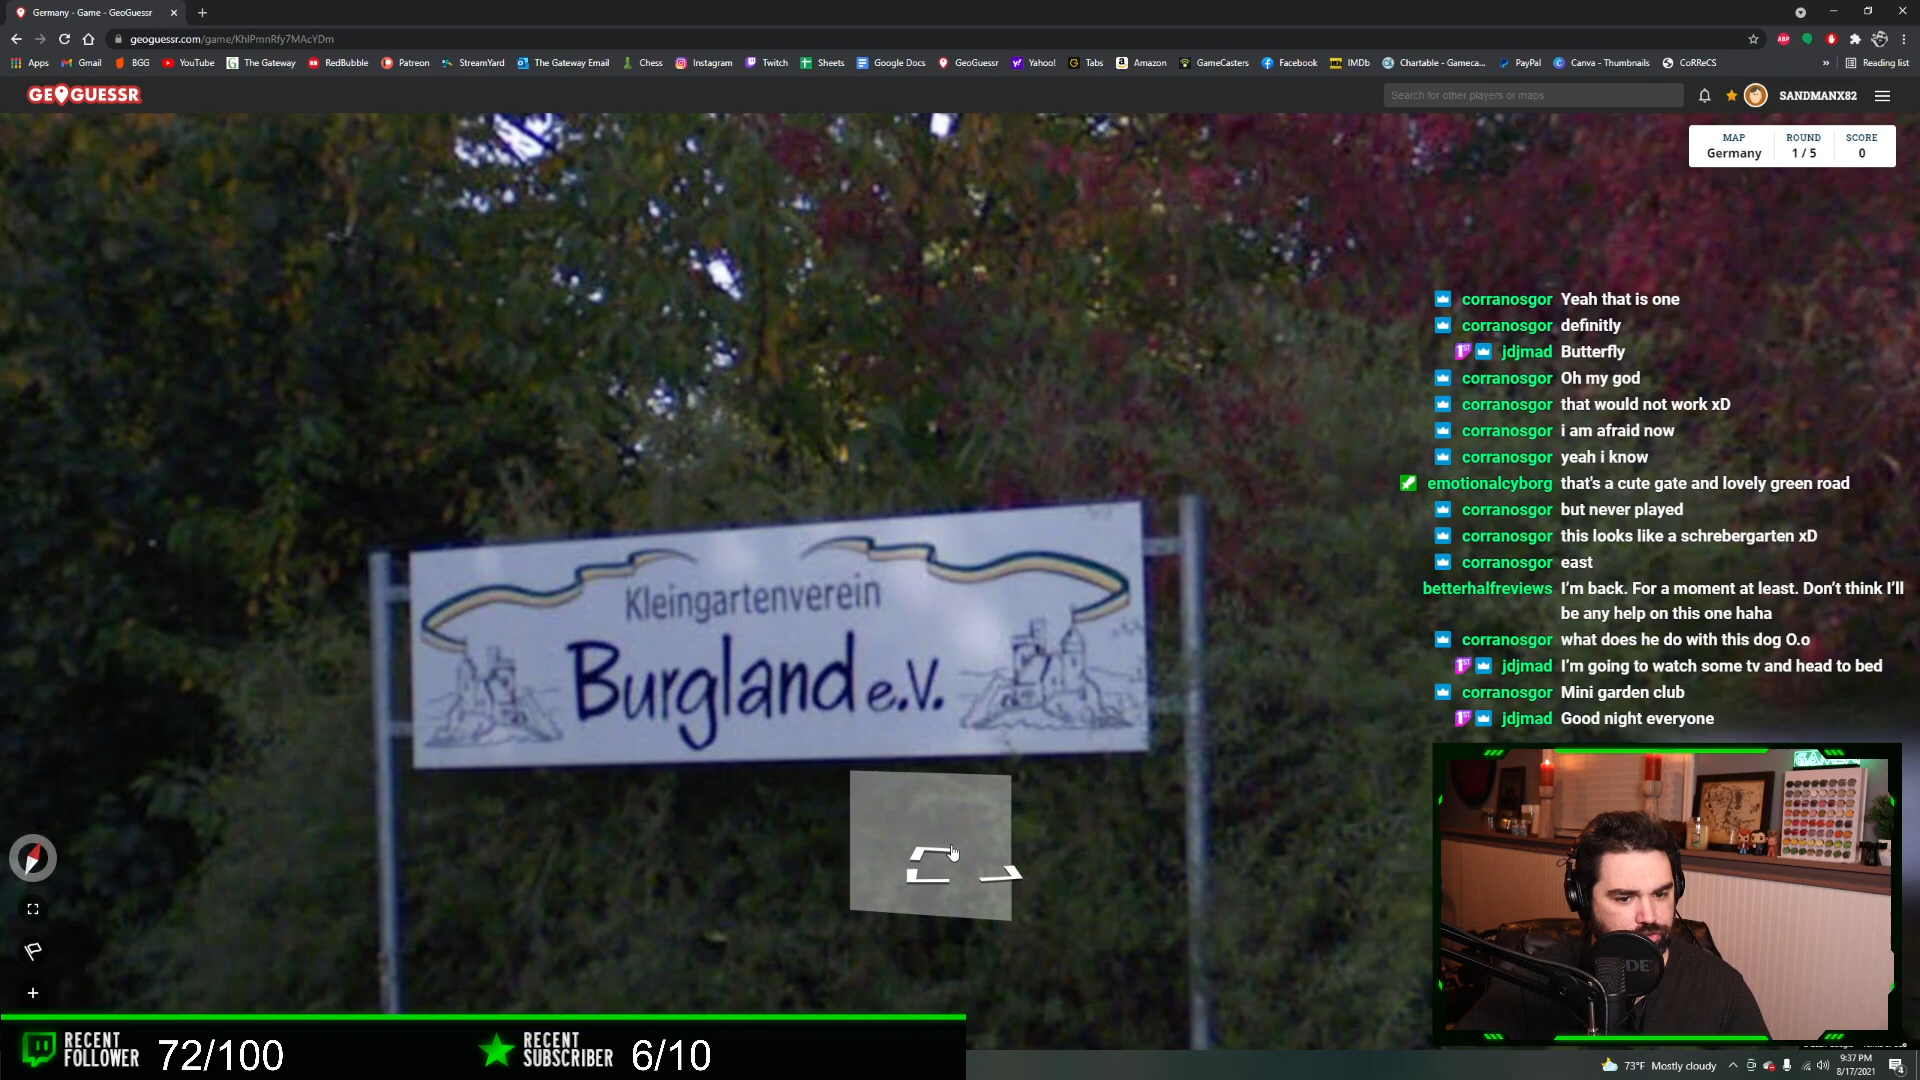 Germany - Game - GeoGuessr
geoguessr.com/game/KhlPmnRfy7MAcYDm
Apps Gmail BGG YouTube The Gateway RedBubble Patreon StreamYard The Gateway Email Chess Instagram Twitch Sheets Google Docs GeoGuessr Yahoo! Tabs Amazon GameCasters Facebook IMDb Chartable - Gameca... PayPal Canva - Thumbnails CoRReCS » Reading list
GEOGUESSR
Search for other players or maps
SANDMANX82
MAP ROUND SCORE
Germany 1 / 5 0
corranosgor Yeah that is one
corranosgor definitly
jdjmad Butterfly
corranosgor Oh my god
corranosgor that would not work xD
corranosgor i am afraid now
corranosgor yeah i know
emotionalcyborg that's a cute gate and lovely green road
corranosgor but never played
corranosgor this looks like a schrebergarten xD
corranosgor east
betterhalfreviews I'm back. For a moment at least. Don't think I'll
be any help on this one haha
corranosgor what does he do with this dog O.o
jdjmad I'm going to watch some tv and head to bed
corranosgor Mini garden club
jdjmad Good night everyone
Kleingartenverein
Burgland e.V.
RECENT
FOLLOWER 72/100
RECENT
SUBSCRIBER 6/10
73°F Mostly cloudy
9:37 PM
8/17/2021